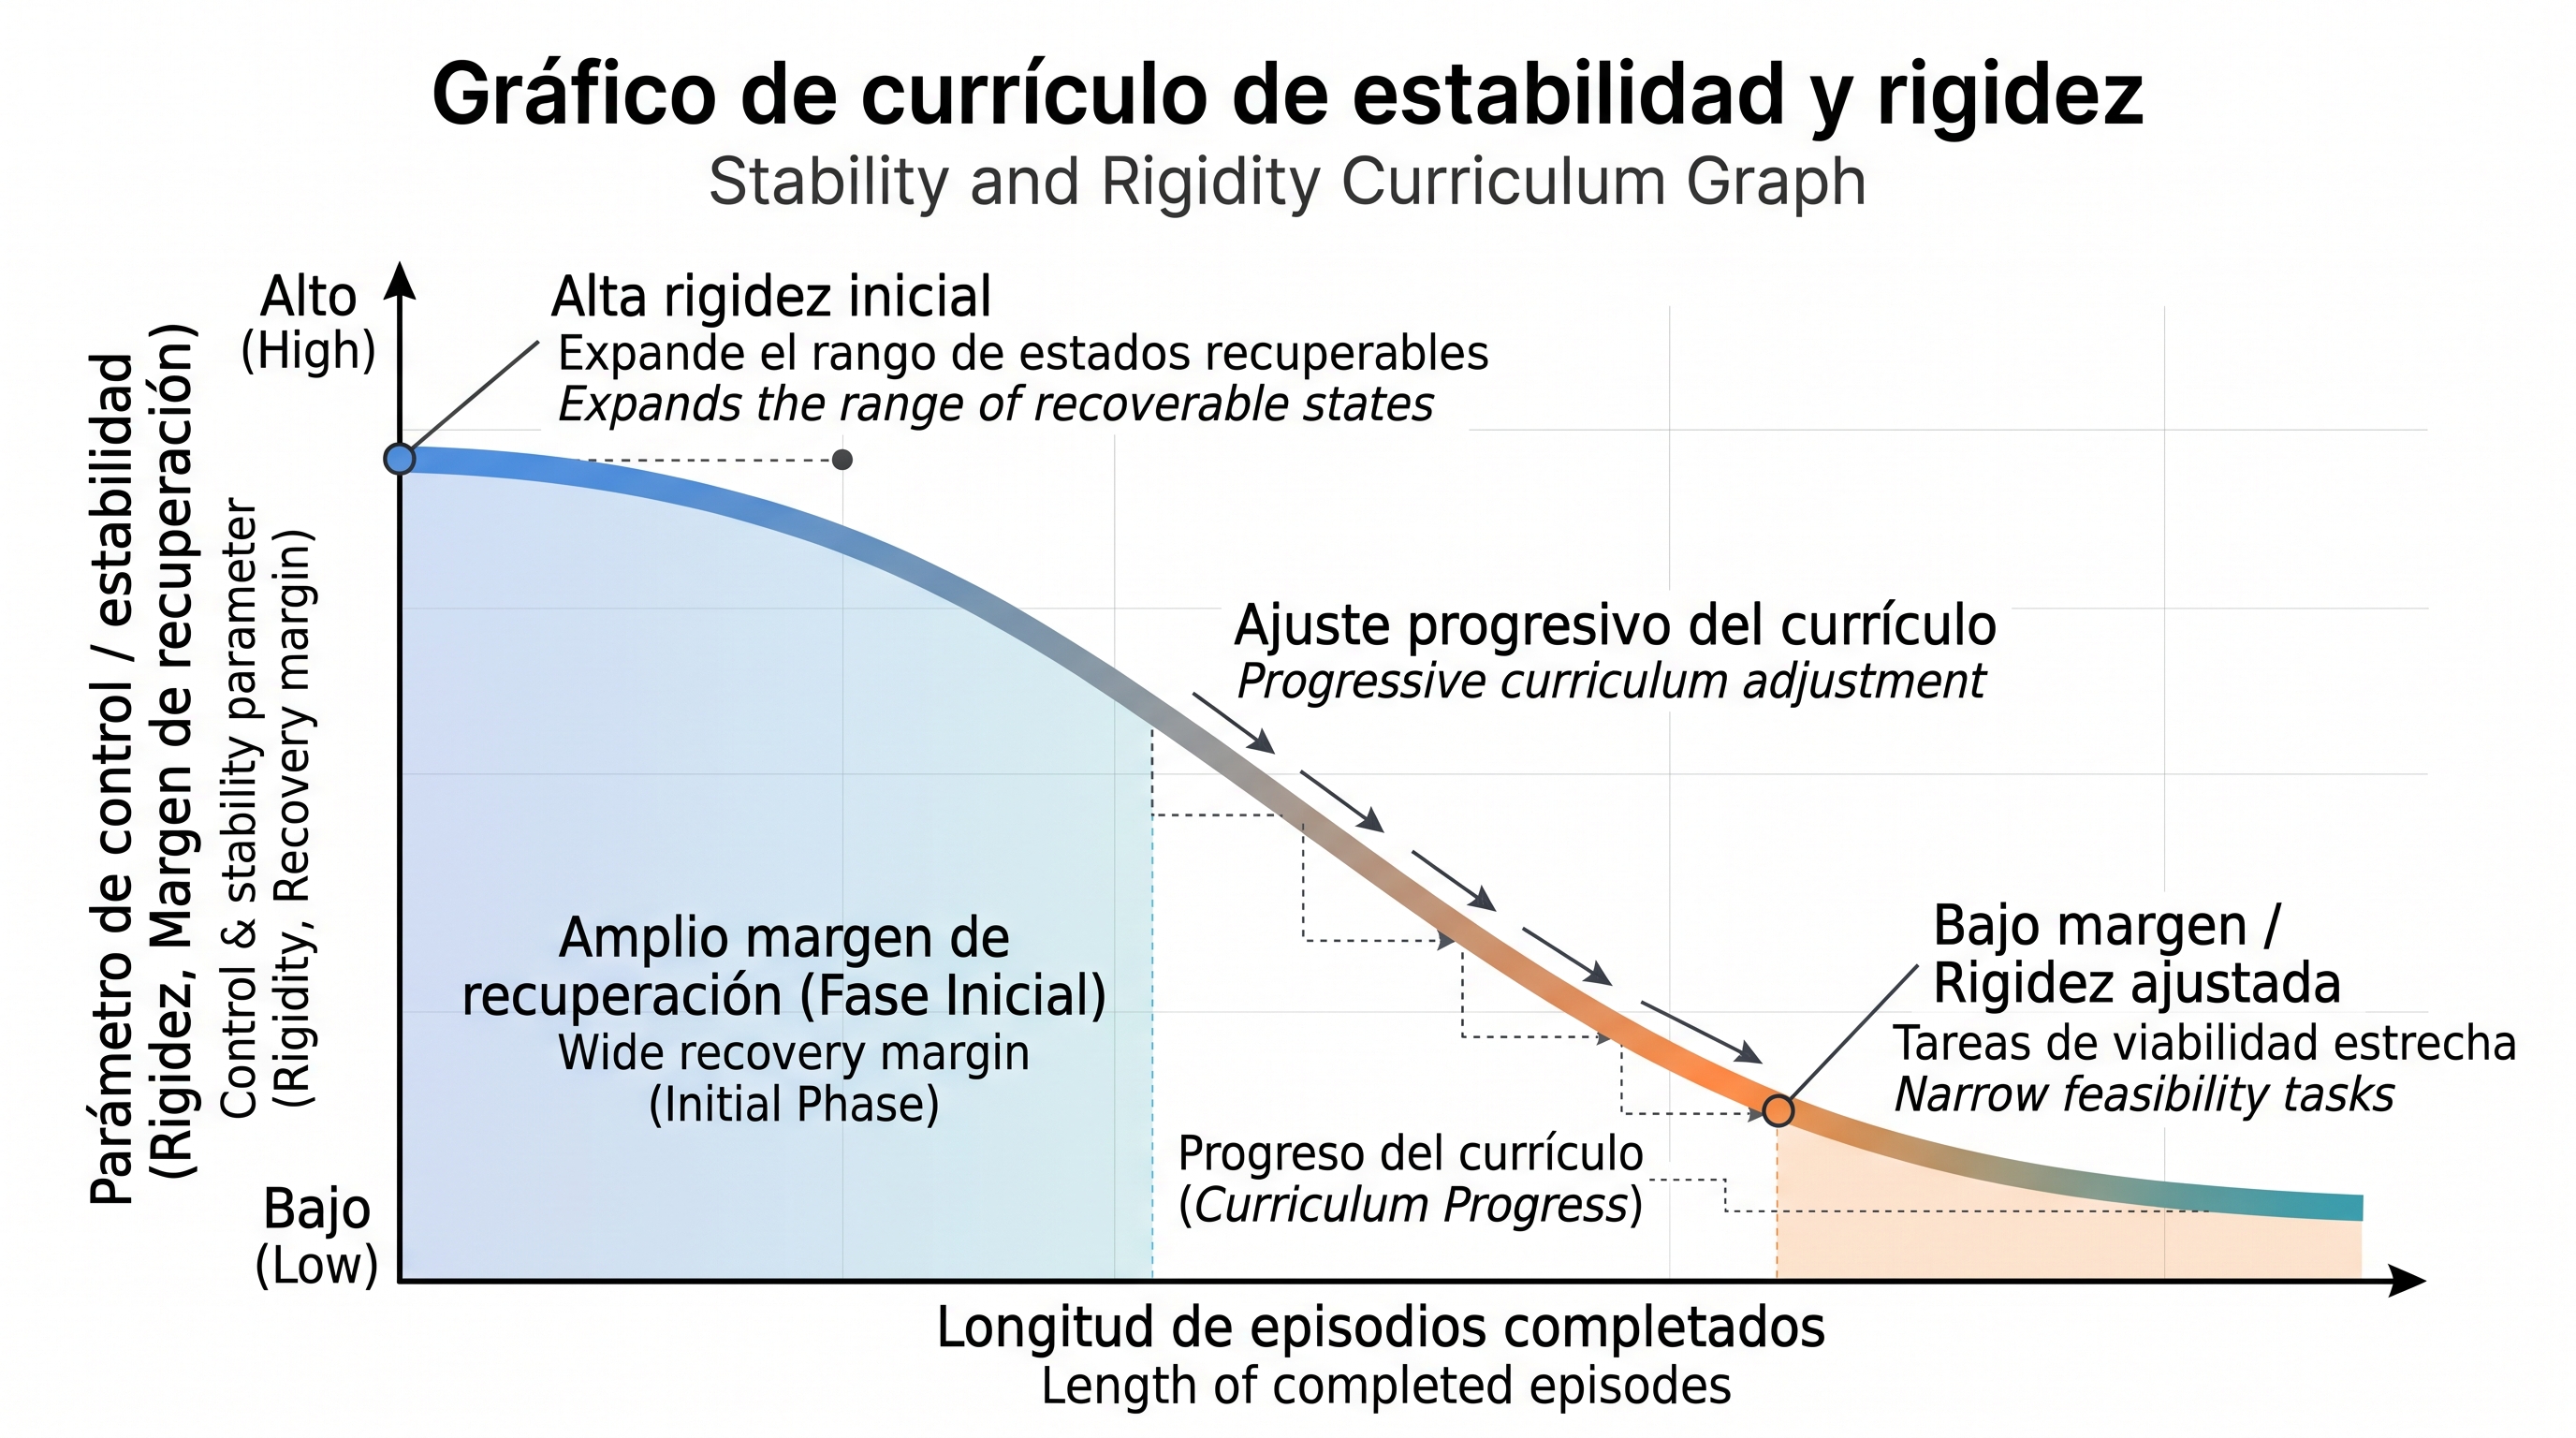 Gráfico de currículo de estabilidad y rigidez
Stability and Rigidity Curriculum Graph
Alto
(High)
Alta rigidez inicial
Expande el rango de estados recuperables
Expands the range of recoverable states
Parámetro de control / estabilidad
(Rigidez, Margen de recuperación)
Control & stability parameter
(Rigidity, Recovery margin)
Ajuste progresivo del currículo
Progressive curriculum adjustment
Amplio margen de
recuperación (Fase Inicial)
Wide recovery margin
(Initial Phase)
Bajo margen /
Rigidez ajustada
Tareas de viabilidad estrecha
Narrow feasibility tasks
Progreso del currículo
(Curriculum Progress)
Bajo
(Low)
Longitud de episodios completados
Length of completed episodes